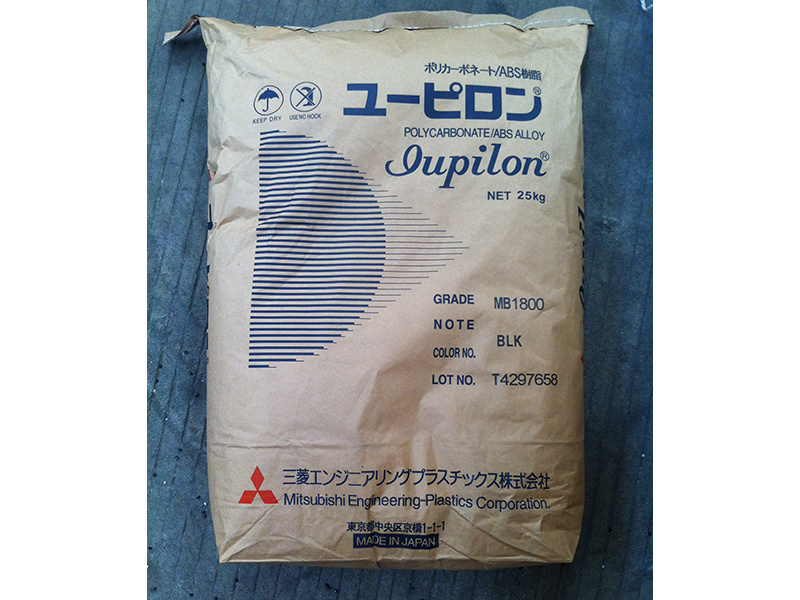 ポリカーボネート/ABS樹脂
ユーピロン®
KEEP DRY
USE NO HOOK
POLYCARBONATE/ABS ALLOY
Iupilon®
NET 25kg
GRADE MB1800
NOTE
COLOR NO. BLK
LOT NO. T4297658
三菱エンジニアリングプラスチックス株式会社
Mitsubishi Engineering-Plastics Corporation.
東京都中央区京橋1-1-1
MADE IN JAPAN